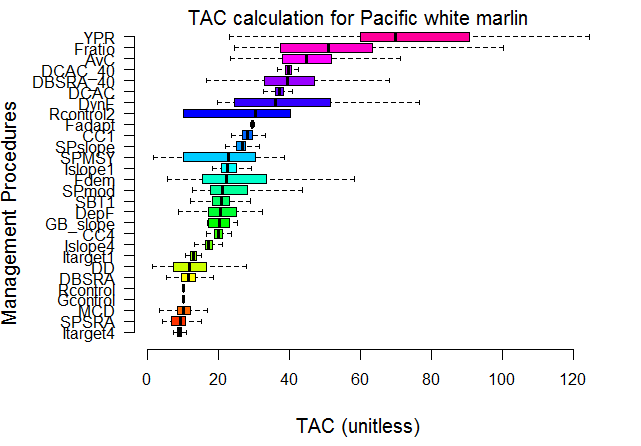 TAC calculation for Pacific white marlin
YPR
Fratio
AvC
DCAC_40
DBSRA_40
DCAC
DynF
Rcontrol2
Fadapt
CC1
SPslope
SPMSY
Islope1
Fdem
SPmod
SBT1
DepF
GB_slope
CC4
Islope4
Itarget1
DD
DBSRA
Rcontrol
Gcontrol
MCD
SPSRA
Itarget4
Management Procedures
0 20 40 60 80 100 120
TAC (unitless)